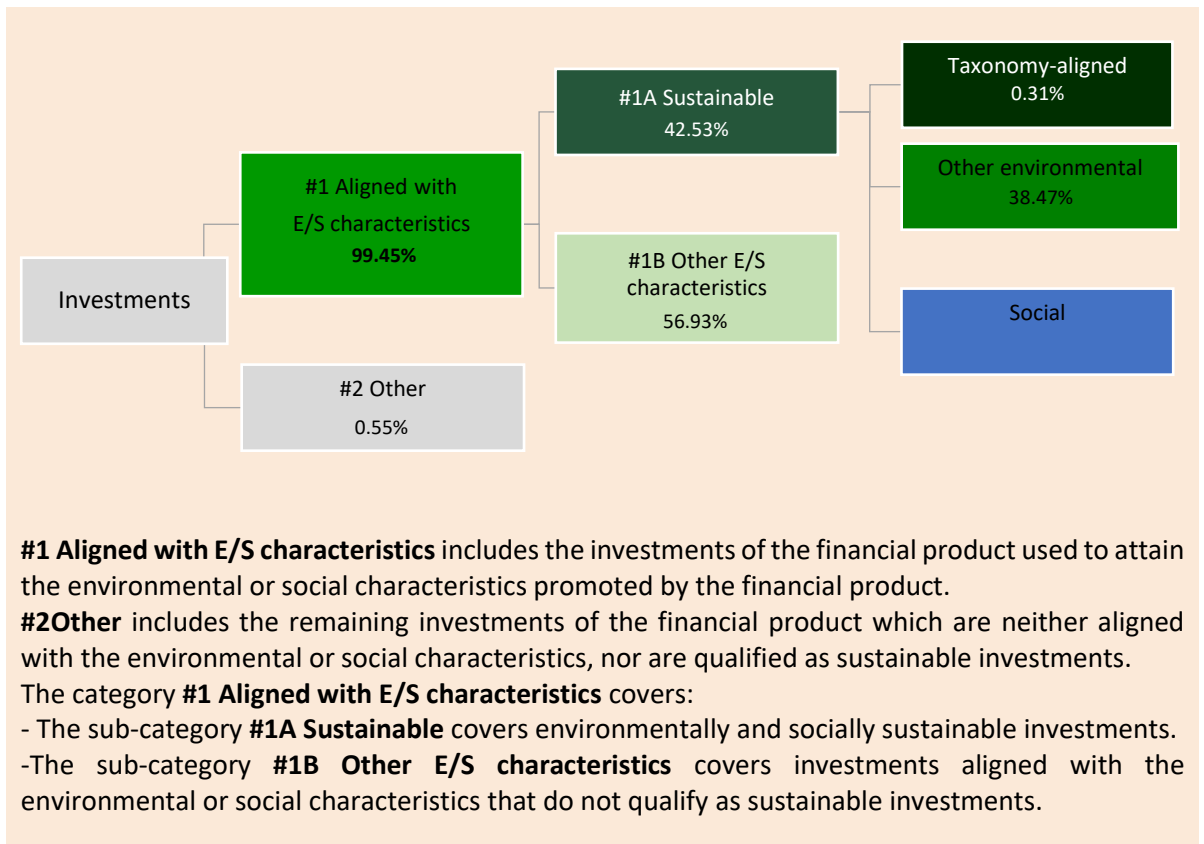 Investments
#1 Aligned with
E/S characteristics
99.45%
#2 Other
0.55%
#1A Sustainable
42.53%
#1B Other E/S
characteristics
56.93%
Taxonomy-aligned
0.31%
Other environmental
38.47%
Social
#1 Aligned with E/S characteristics includes the investments of the financial product used to attain
the environmental or social characteristics promoted by the financial product.
#2Other includes the remaining investments of the financial product which are neither aligned
with the environmental or social characteristics, nor are qualified as sustainable investments.
The category #1 Aligned with E/S characteristics covers:
- The sub-category #1A Sustainable covers environmentally and socially sustainable investments.
-The sub-category #1B Other E/S characteristics covers investments aligned with the
environmental or social characteristics that do not qualify as sustainable investments.